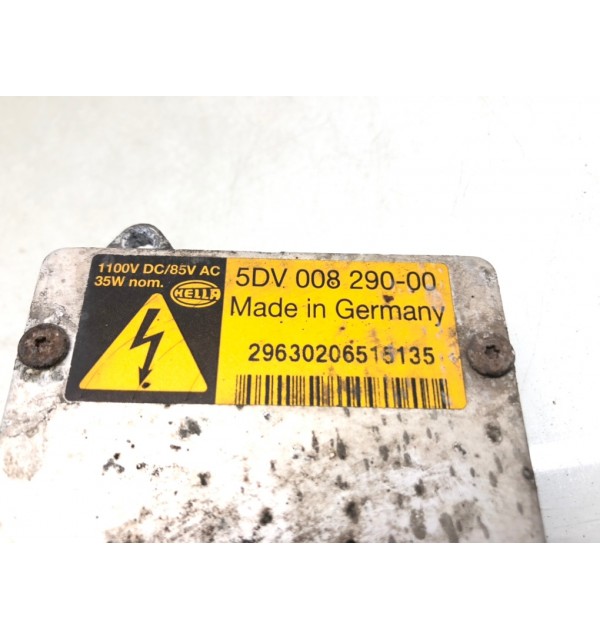 1100V DC/85V AC
35W nom.
HELLA
5DV 008 290-00
Made in Germany
29630206515135